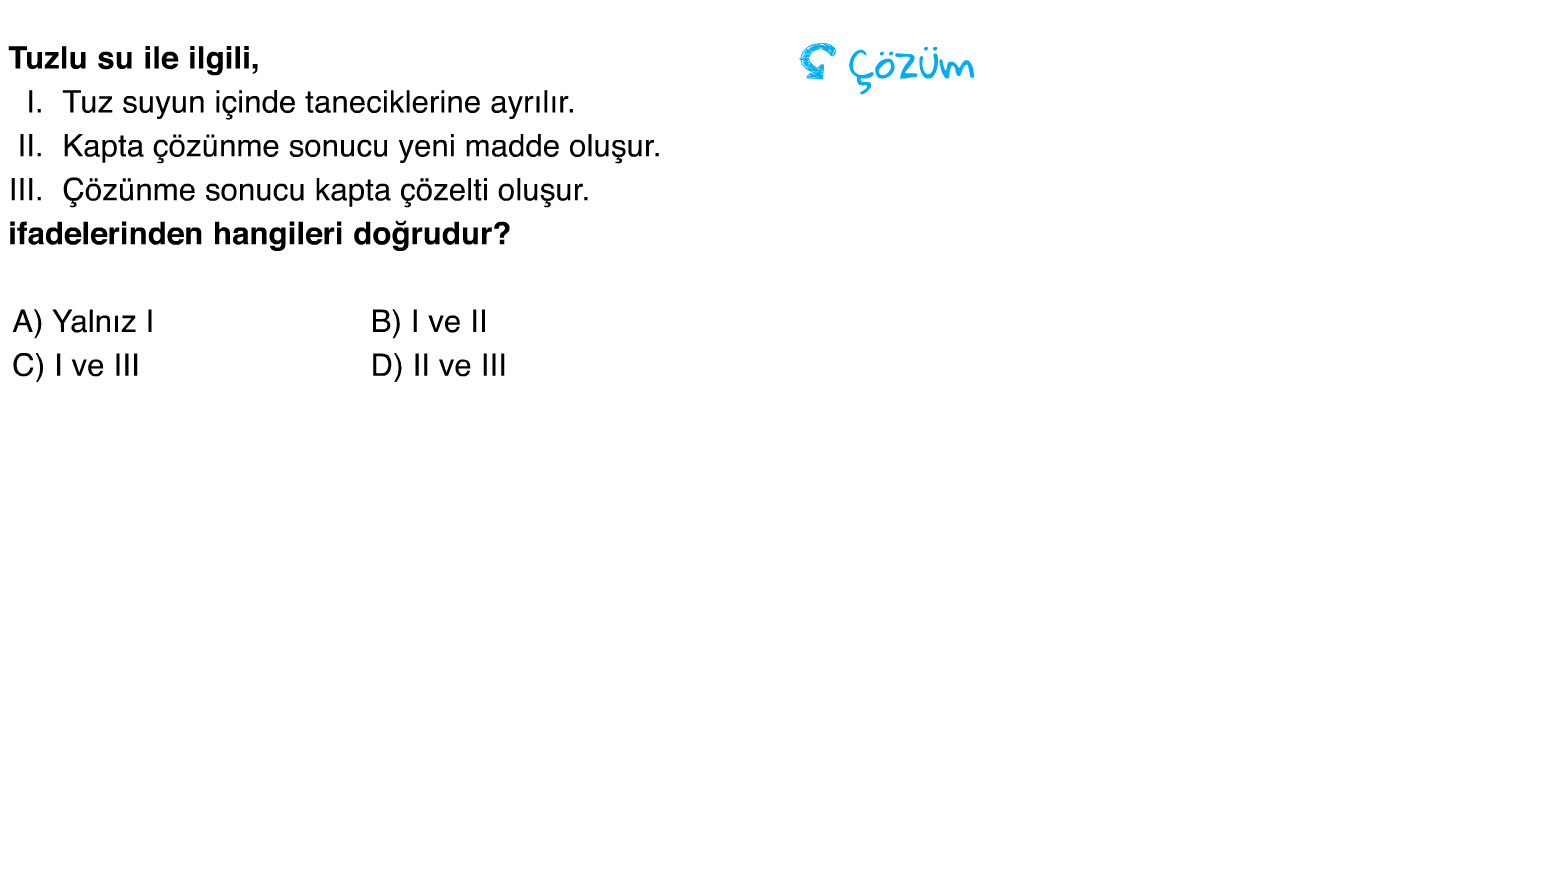 Tuzlu su ile ilgili,
I. Tuz suyun içinde taneciklerine ayrılır.
II. Kapta çözünme sonucu yeni madde oluşur.
III. Çözünme sonucu kapta çözelti oluşur.
ifadelerinden hangileri doğrudur?
A) Yalnız I
B) I ve II
C) I ve III
D) II ve III
Çözüm